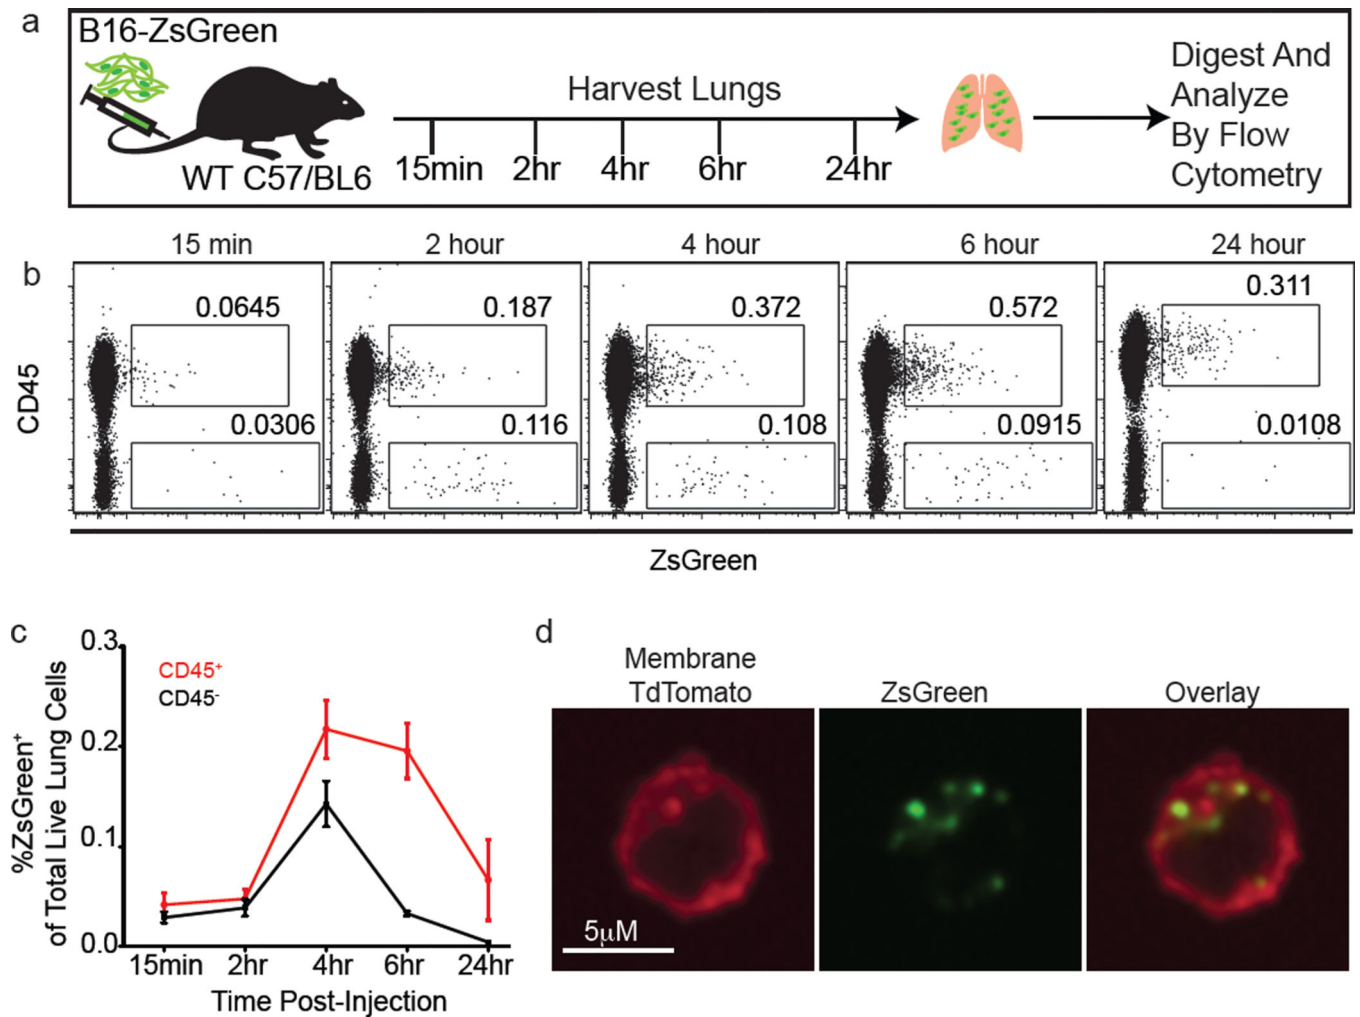 a
B16-ZsGreen
WT C57/BL6
Harvest Lungs
15min 2hr 4hr 6hr 24hr
Digest And
Analyze
By Flow
Cytometry
b
15 min 2 hour 4 hour 6 hour 24 hour
0.0645 0.187 0.372 0.572 0.311
0.0306 0.116 0.108 0.0915 0.0108
CD45
ZsGreen
c
0.3
0.2
0.1
0.0
CD45+
CD45-
%ZsGreen+
of Total Live Lung Cells
15min 2hr 4hr 6hr 24hr
Time Post-Injection
d
Membrane
TdTomato
ZsGreen
Overlay
5μM